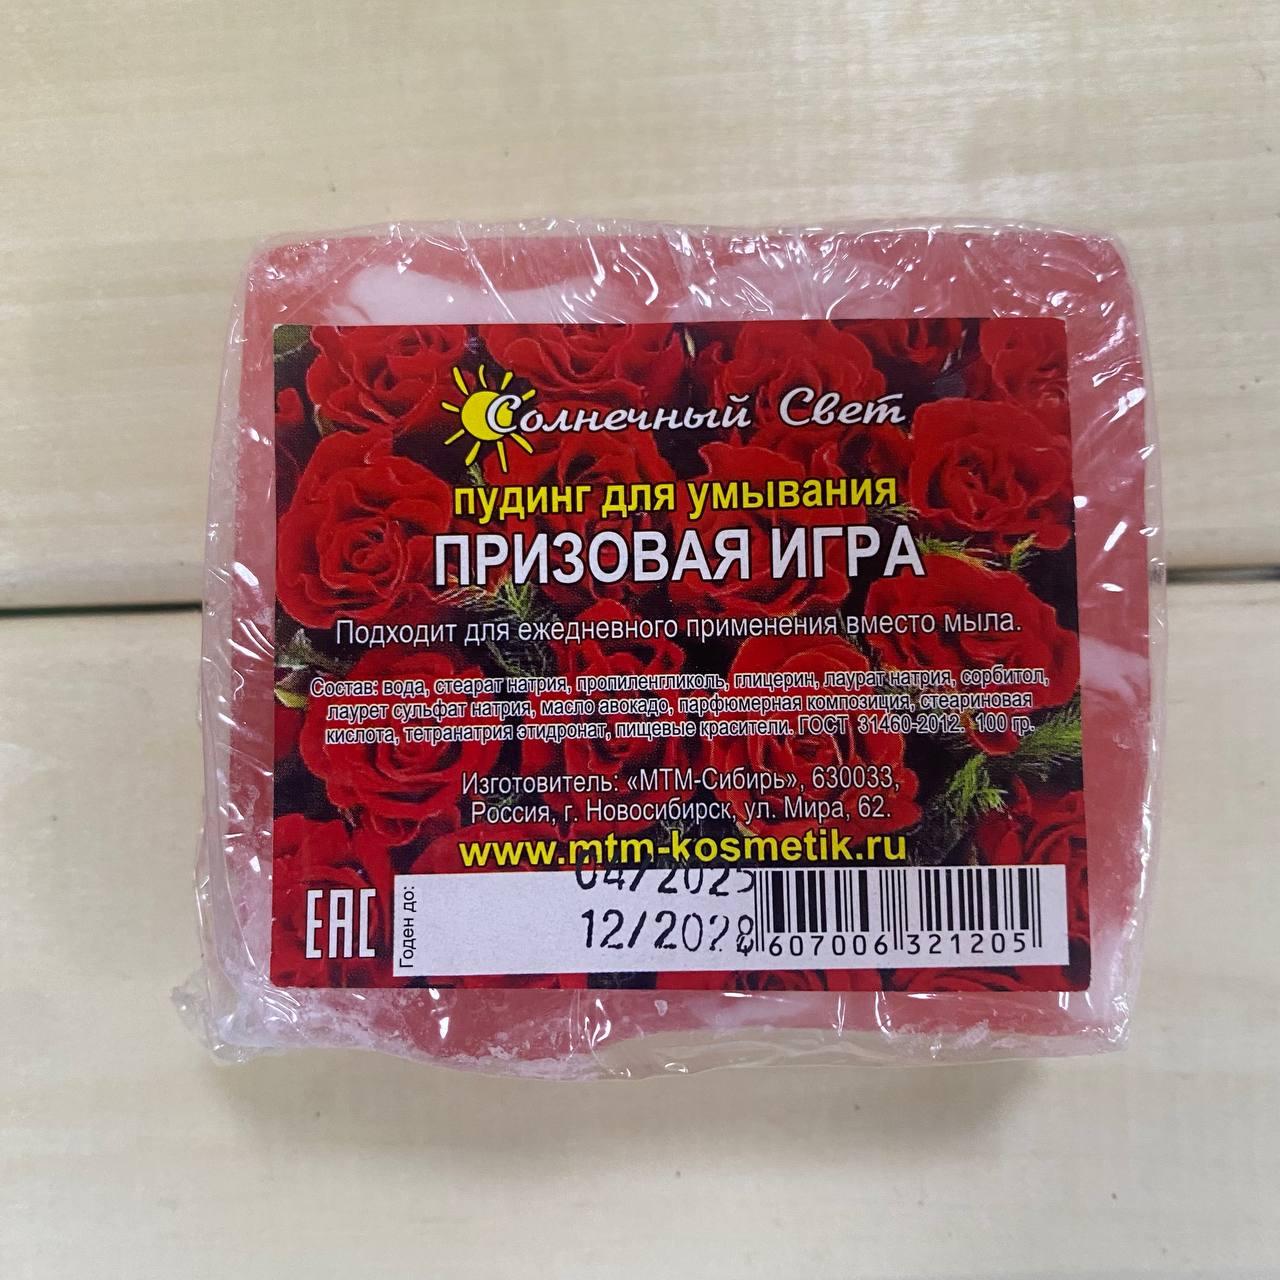 Солнечный Свет
пудинг для умывания
ПРИЗОВАЯ ИГРА
Подходит для ежедневного применения вместо мыла.
Состав: вода, стеарат натрия, пропиленгликоль, глицерин, лаурат натрия, сорбитол,
лаурет сульфат натрия, масло авокадо, парфюмерная композиция, стеариновая
кислота, тетранатрия этидронат, пищевые красители. ГОСТ 31460-2012. 100 гр.
Изготовитель: «МТМ-Сибирь», 630033,
Россия, г. Новосибирск, ул. Мира, 62.
www.mtm-kosmetik.ru
EAC
Годен до:
04/2025
12/2028
4 607006 321205